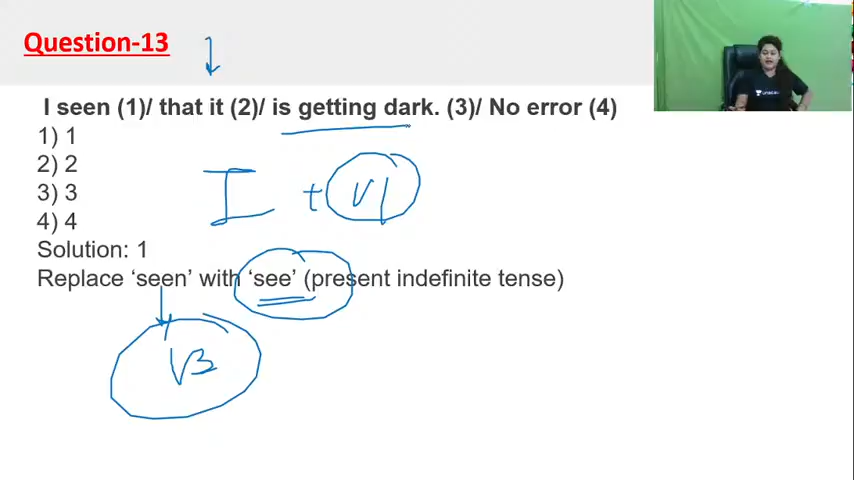 Question-13
I seen (1)/ that it (2)/ is getting dark. (3)/ No error (4)
1) 1
2) 2
3) 3
4) 4
I + V1
Solution: 1
Replace ‘seen’ with ‘see’ (present indefinite tense)
V3